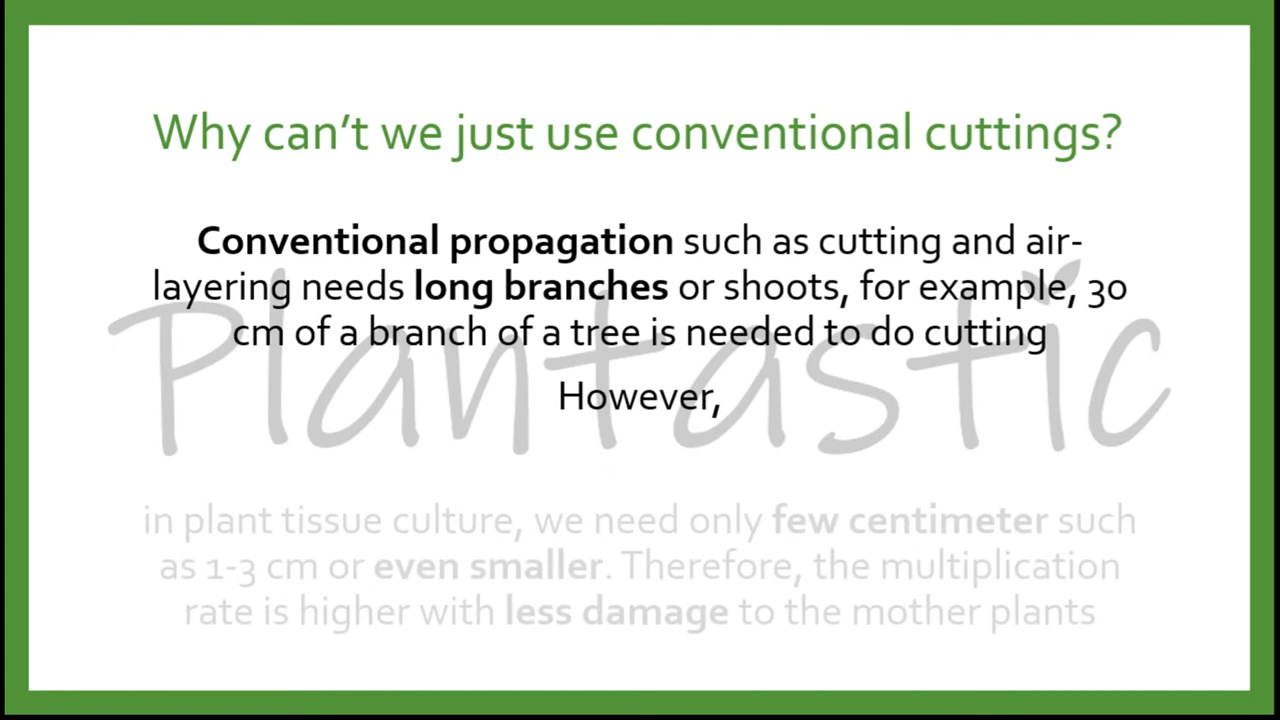 Why can't we just use conventional cuttings?
Conventional propagation such as cutting and air-
layering needs long branches or shoots, for example, 30
cm of a branch of a tree is needed to do cutting
However,
Plantastic
in plant tissue culture, we need only few centimeter such
as 1-3 cm or even smaller. Therefore, the multiplication
rate is higher with less damage to the mother plants